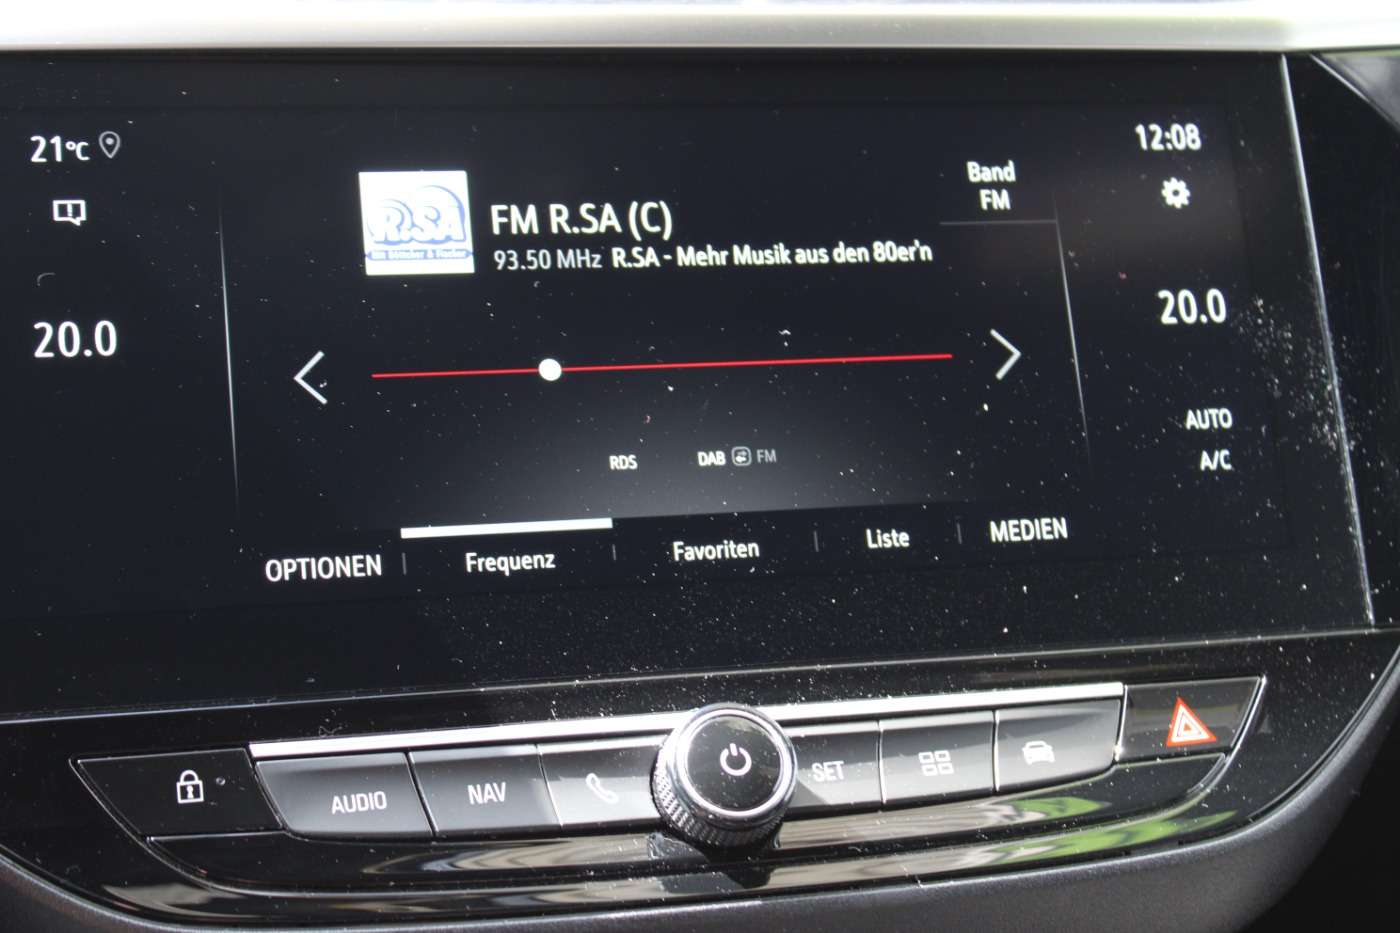 21°C
12:08
Band
FM
R.SA
FM R.SA (C)
93.50 MHz R.SA - Mehr Musik aus den 80er'n
20.0
20.0
AUTO
A/C
RDS
DAB FM
OPTIONEN
Frequenz
Favoriten
Liste
MEDIEN
AUDIO
NAV
SET